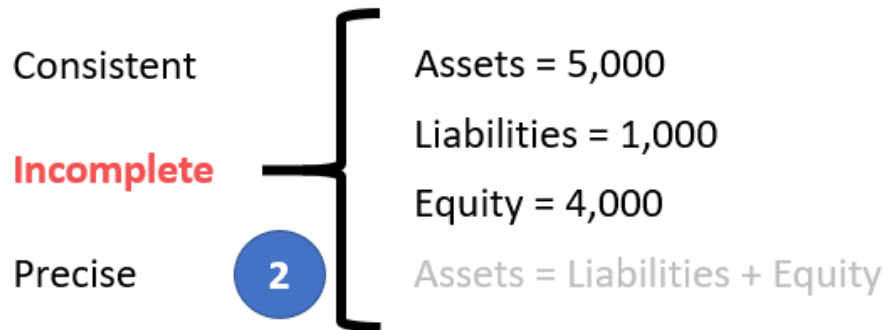 Consistent
Incomplete
Precise
2
Assets = 5,000
Liabilities = 1,000
Equity = 4,000
Assets = Liabilities + Equity